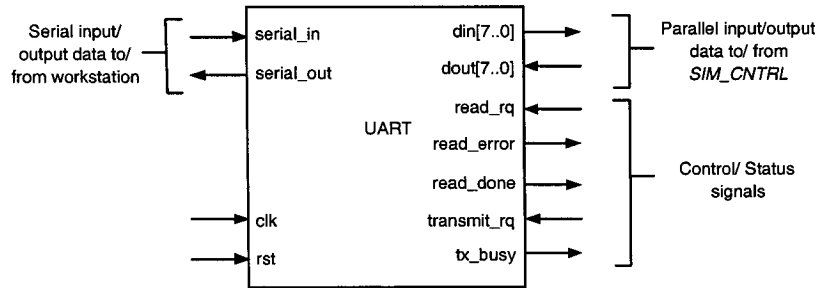 Serial input/
output data to/
from workstation
serial_in
serial_out
clk
rst
UART
din[7..0]
dout[7..0]
read_rq
read_error
read_done
transmit_rq
tx_busy
Parallel input/output
data to/ from
SIM_CNTRL
Control/ Status
signals